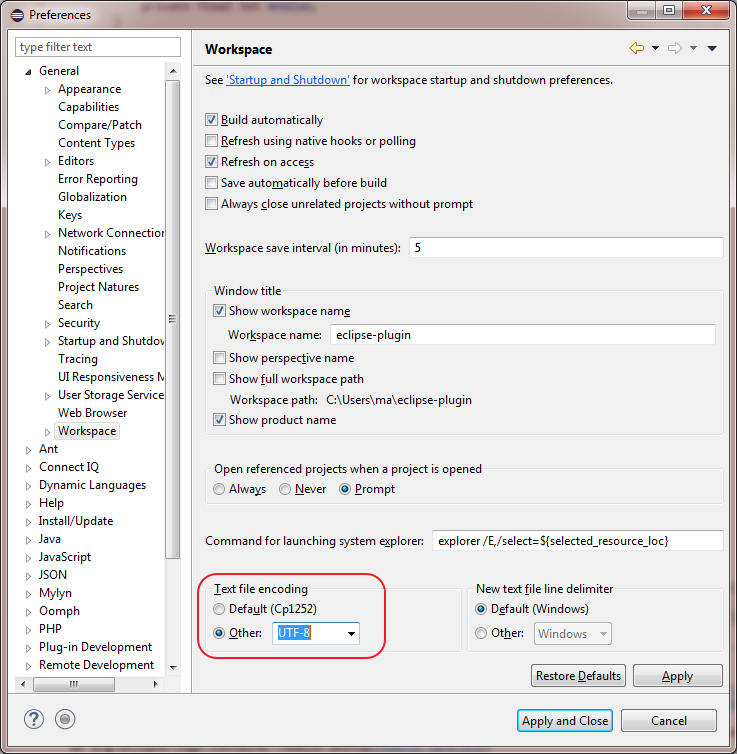 Preferences
type filter text
General
Appearance
Capabilities
Compare/Patch
Content Types
Editors
Error Reporting
Globalization
Keys
Network Connection
Notifications
Perspectives
Project Natures
Search
Security
Startup and Shutdov
Tracing
UI Responsiveness M
User Storage Service
Web Browser
Workspace
Ant
Connect IQ
Dynamic Languages
Help
Install/Update
Java
JavaScript
JSON
Mylyn
Oomph
PHP
Plug-in Development
Remote Development
Workspace
See 'Startup and Shutdown' for workspace startup and shutdown preferences.
Build automatically
Refresh using native hooks or polling
Refresh on access
Save automatically before build
Always close unrelated projects without prompt
Workspace save interval (in minutes): 5
Window title
Show workspace name
Workspace name: eclipse-plugin
Show perspective name
Show full workspace path
Workspace path: C:\Users\ma\eclipse-plugin
Show product name
Open referenced projects when a project is opened
Always Never Prompt
Command for launching system explorer: explorer /E,/select=${selected_resource_loc}
Text file encoding
Default (Cp1252)
Other: UTF-8
New text file line delimiter
Default (Windows)
Other: Windows
Restore Defaults Apply
Apply and Close Cancel